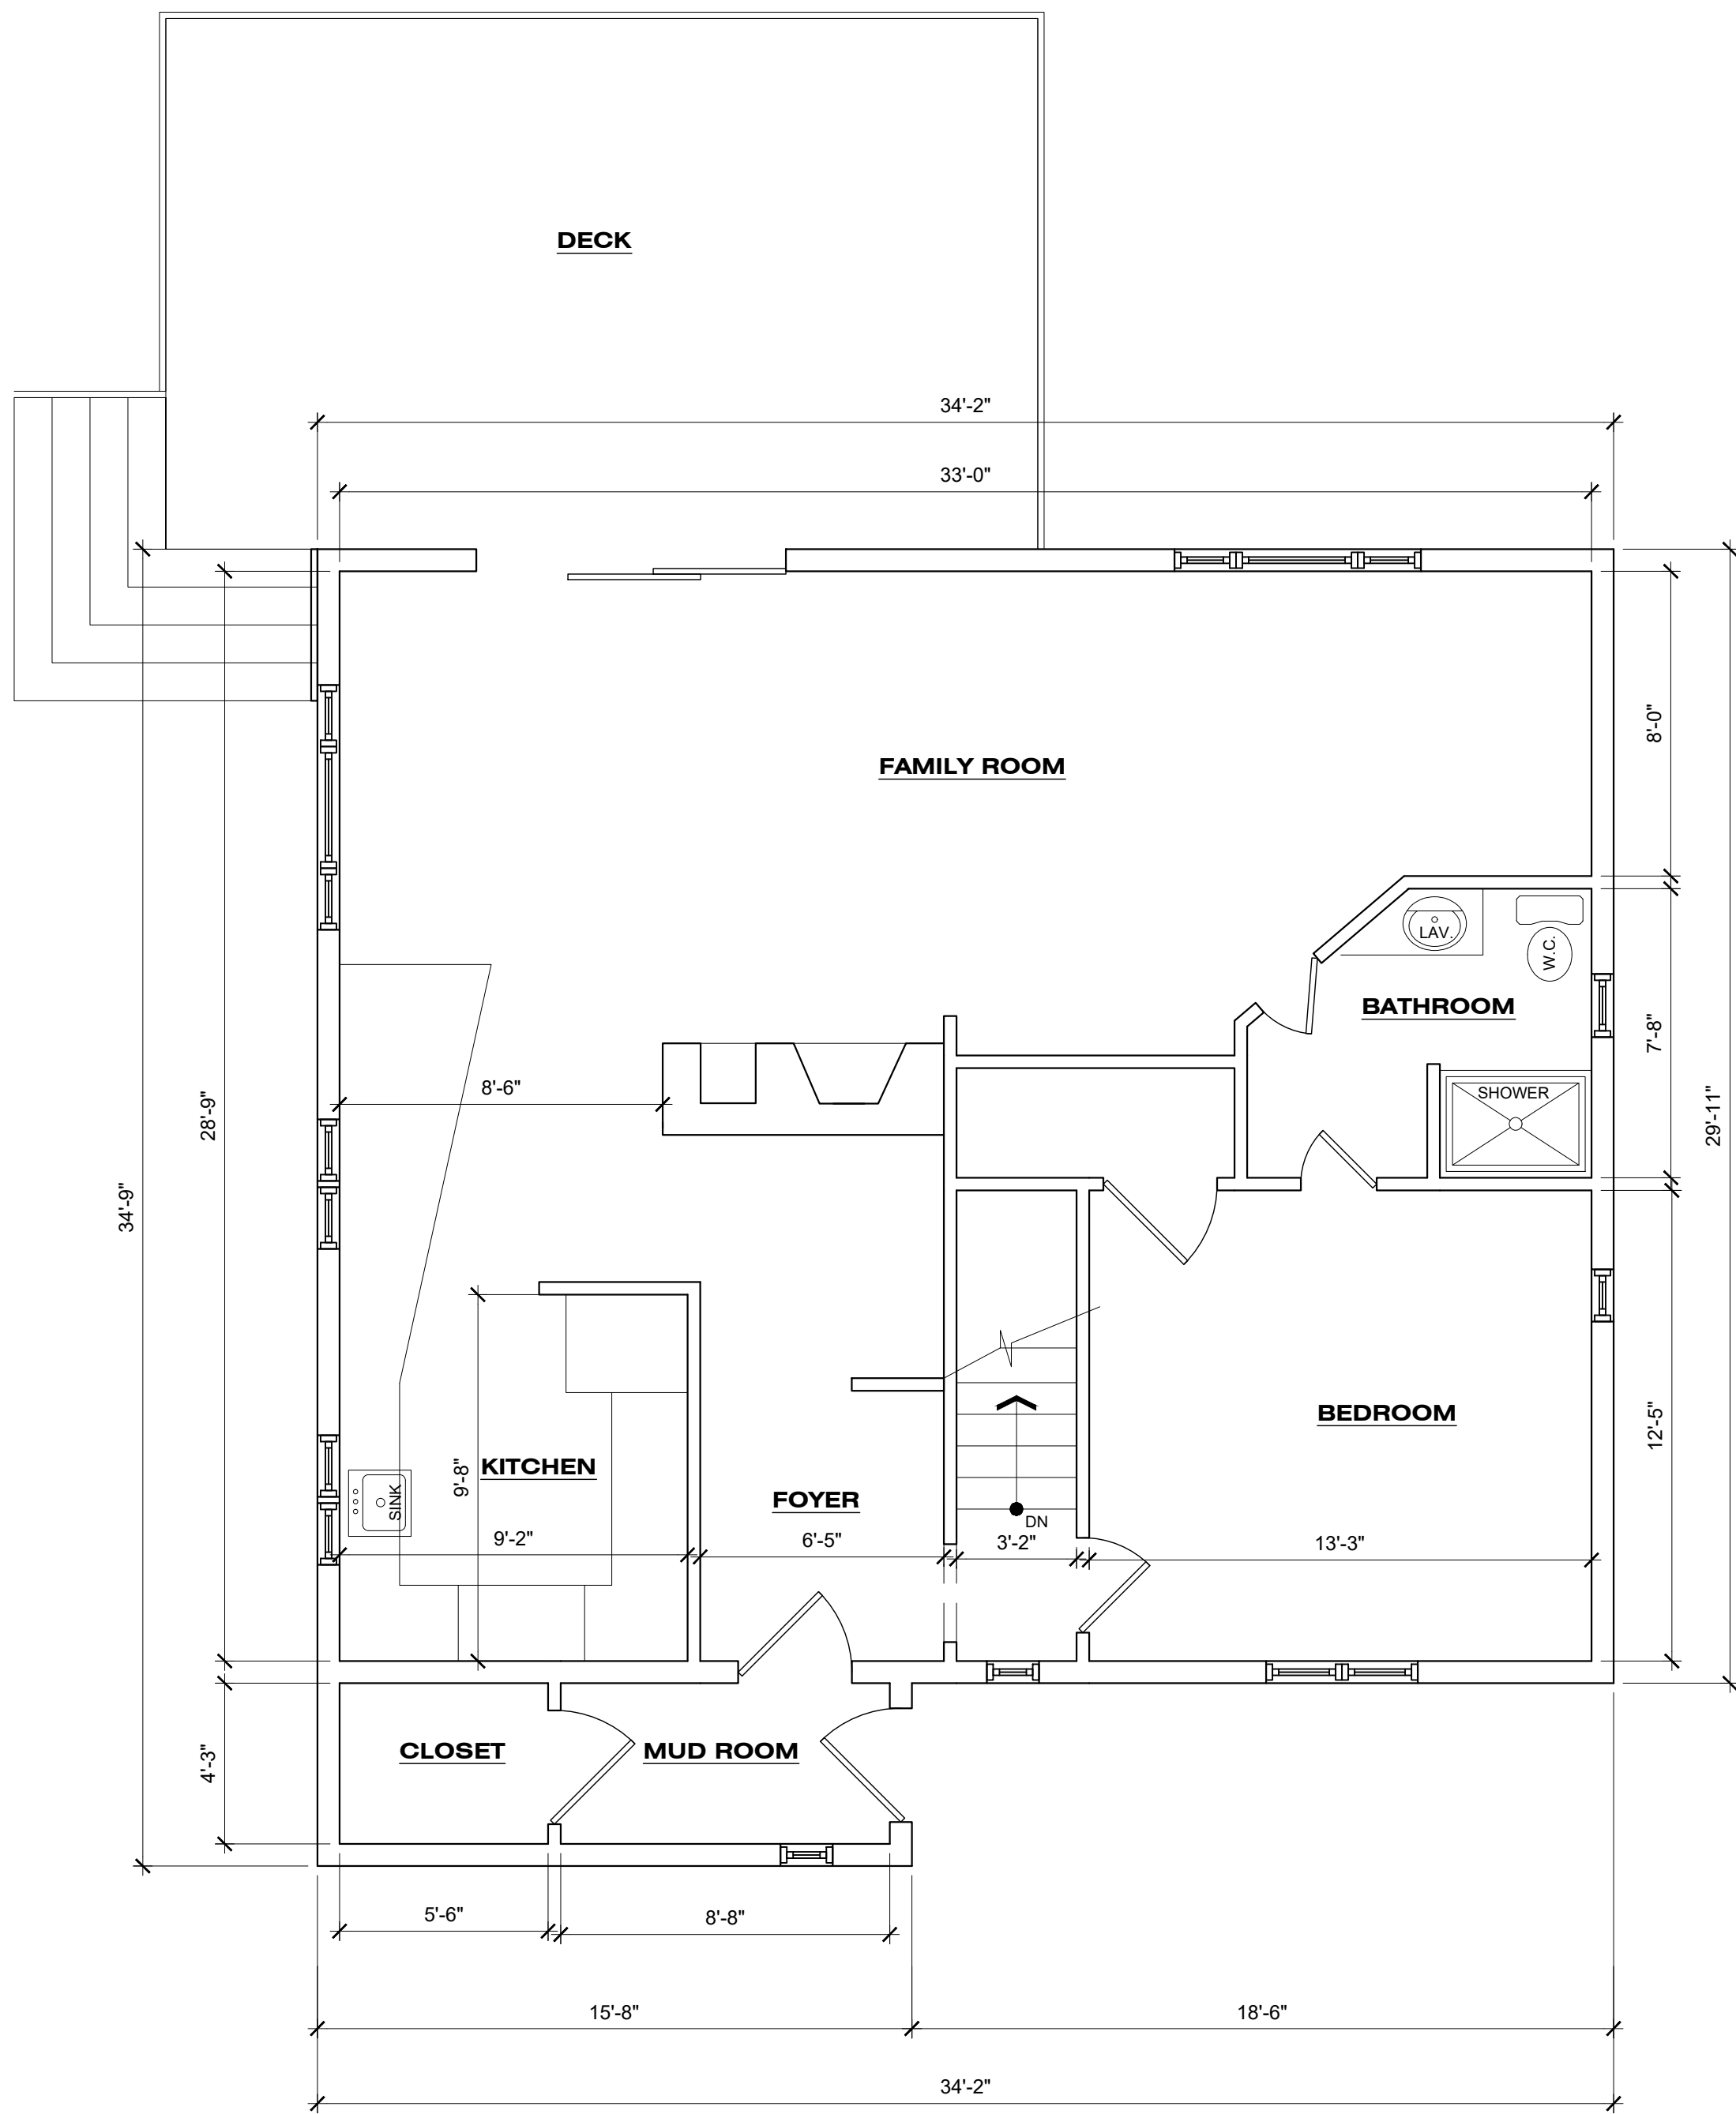 DECK
34'-2"
33'-0"
8'-0"
FAMILY ROOM
LAV.
W.C.
BATHROOM
7'-8"
8'-6"
SHOWER
28'-9"
29'-11"
34'-9"
BEDROOM
12'-5"
KITCHEN
9'-8"
SINK
FOYER
DN
9'-2"
6'-5"
3'-2"
13'-3"
CLOSET
MUD ROOM
4'-3"
5'-6"
8'-8"
15'-8"
18'-6"
34'-2"